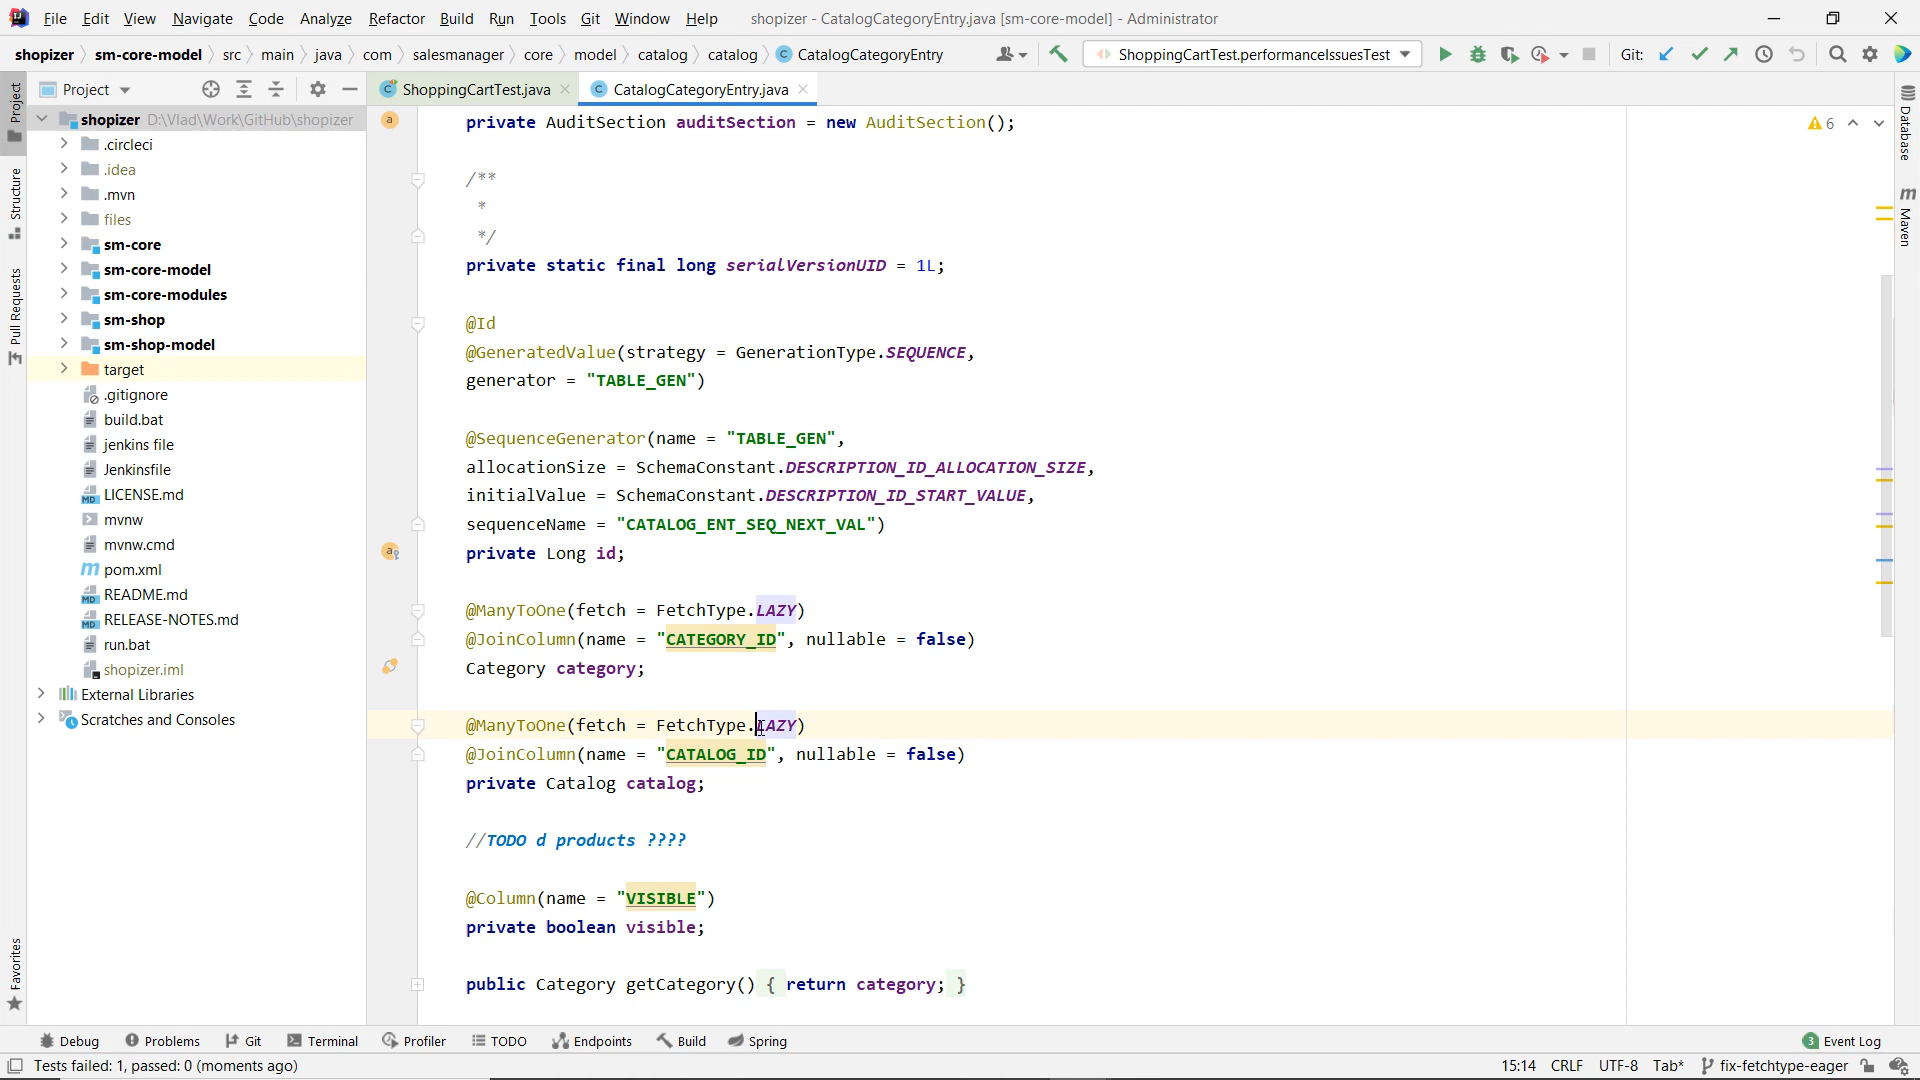 File Edit View Navigate Code Analyze Refactor Build Run Tools Git Window Help shopizer - CatalogCategoryEntry.java [sm-core-model] - Administrator
shopizer sm-core-model src main java com salesmanager core model catalog catalog CatalogCategoryEntry ShoppingCartTest.performanceIssuesTest Git:
Project ShoppingCartTest.java CatalogCategoryEntry.java
shopizer D:\Vlad\Work\GitHub\shopizer
.circleci
.idea
.mvn
files
sm-core
sm-core-model
sm-core-modules
sm-shop
sm-shop-model
target
.gitignore
build.bat
jenkins file
Jenkinsfile
LICENSE.md
mvnw
mvnw.cmd
pom.xml
README.md
RELEASE-NOTES.md
run.bat
shopizer.iml
External Libraries
Scratches and Consoles
Project
Structure
Pull Requests
Favorites
private AuditSection auditSection = new AuditSection();
/**
*
*/
private static final long serialVersionUID = 1L;
@Id
@GeneratedValue(strategy = GenerationType.SEQUENCE,
generator = "TABLE_GEN")
@SequenceGenerator(name = "TABLE_GEN",
allocationSize = SchemaConstant.DESCRIPTION_ID_ALLOCATION_SIZE,
initialValue = SchemaConstant.DESCRIPTION_ID_START_VALUE,
sequenceName = "CATALOG_ENT_SEQ_NEXT_VAL")
private Long id;
@ManyToOne(fetch = FetchType.LAZY)
@JoinColumn(name = "CATEGORY_ID", nullable = false)
Category category;
@ManyToOne(fetch = FetchType.LAZY)
@JoinColumn(name = "CATALOG_ID", nullable = false)
private Catalog catalog;
//TODO d products ????
@Column(name = "VISIBLE")
private boolean visible;
public Category getCategory() { return category; }
6
Database
Maven
Debug Problems Git Terminal Profiler TODO Endpoints Build Spring 3 Event Log
Tests failed: 1, passed: 0 (moments ago) 15:14 CRLF UTF-8 Tab* fix-fetchtype-eager